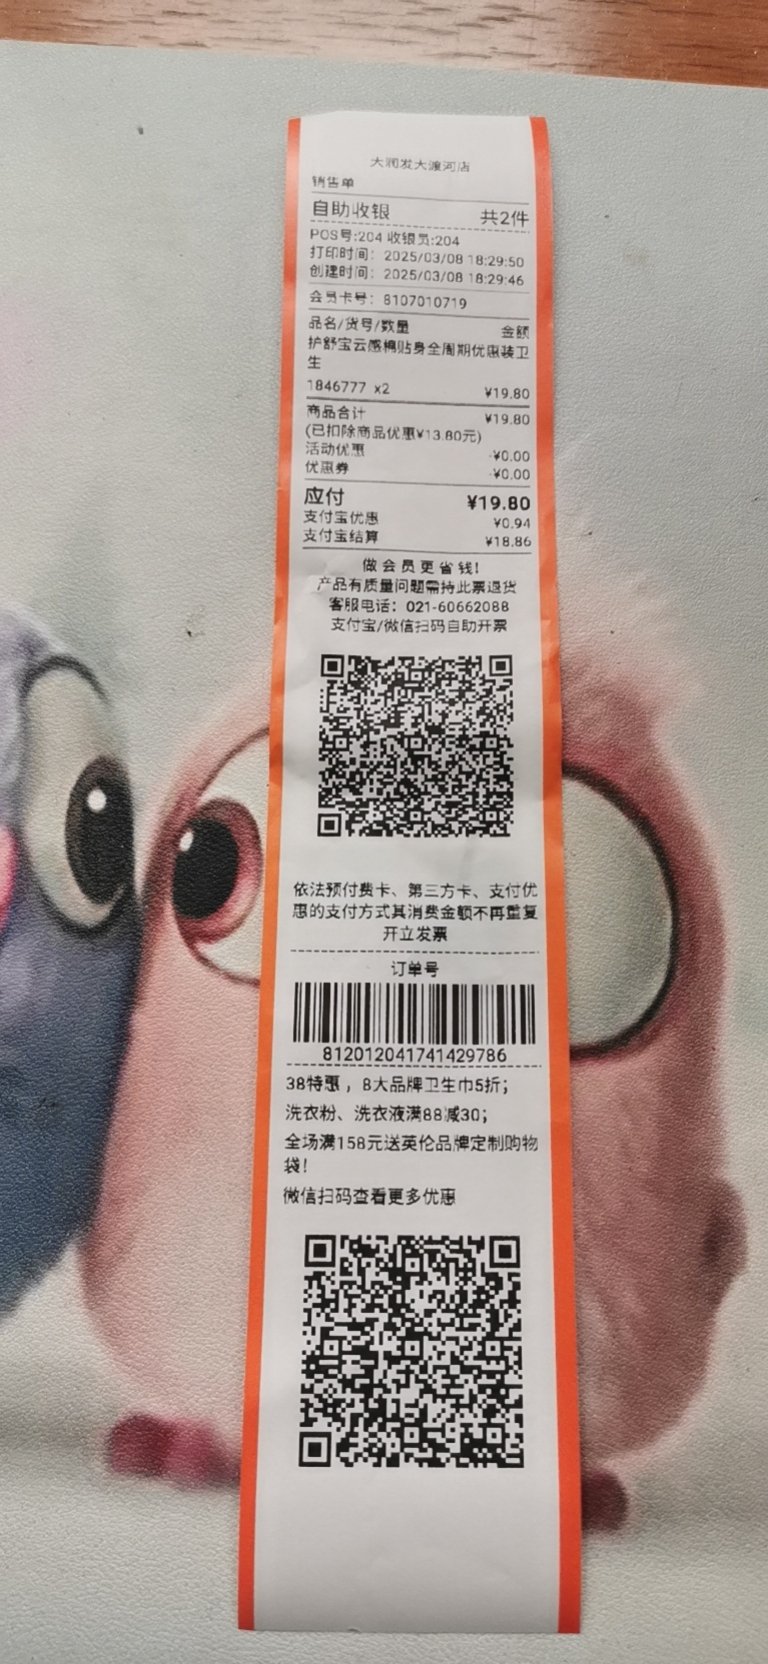 大润发大渡河店
销售单
自助收银 共2件
POS号:204 收银员:204
打印时间: 2025/03/08 18:29:50
创建时间: 2025/03/08 18:29:46
会员卡号: 8107010719
品名/货号/数量 金额
护舒宝云感棉贴身全周期优惠装卫
生
1846777 x2 ¥19.80
商品合计 ¥19.80
(已扣除商品优惠¥13.80元)
活动优惠 -¥0.00
优惠券 -¥0.00
应付 ¥19.80
支付宝优惠 ¥0.94
支付宝结算 ¥18.86
做会员更省钱!
产品有质量问题需持此票退货
客服电话: 021-60662088
支付宝/微信扫码自助开票
依法预付费卡、第三方卡、支付优
惠的支付方式其消费金额不再重复
开立发票
订单号
812012041741429786
38特惠，8大品牌卫生巾5折;
洗衣粉、洗衣液满88减30;
全场满158元送英伦品牌定制购物
袋!
微信扫码查看更多优惠